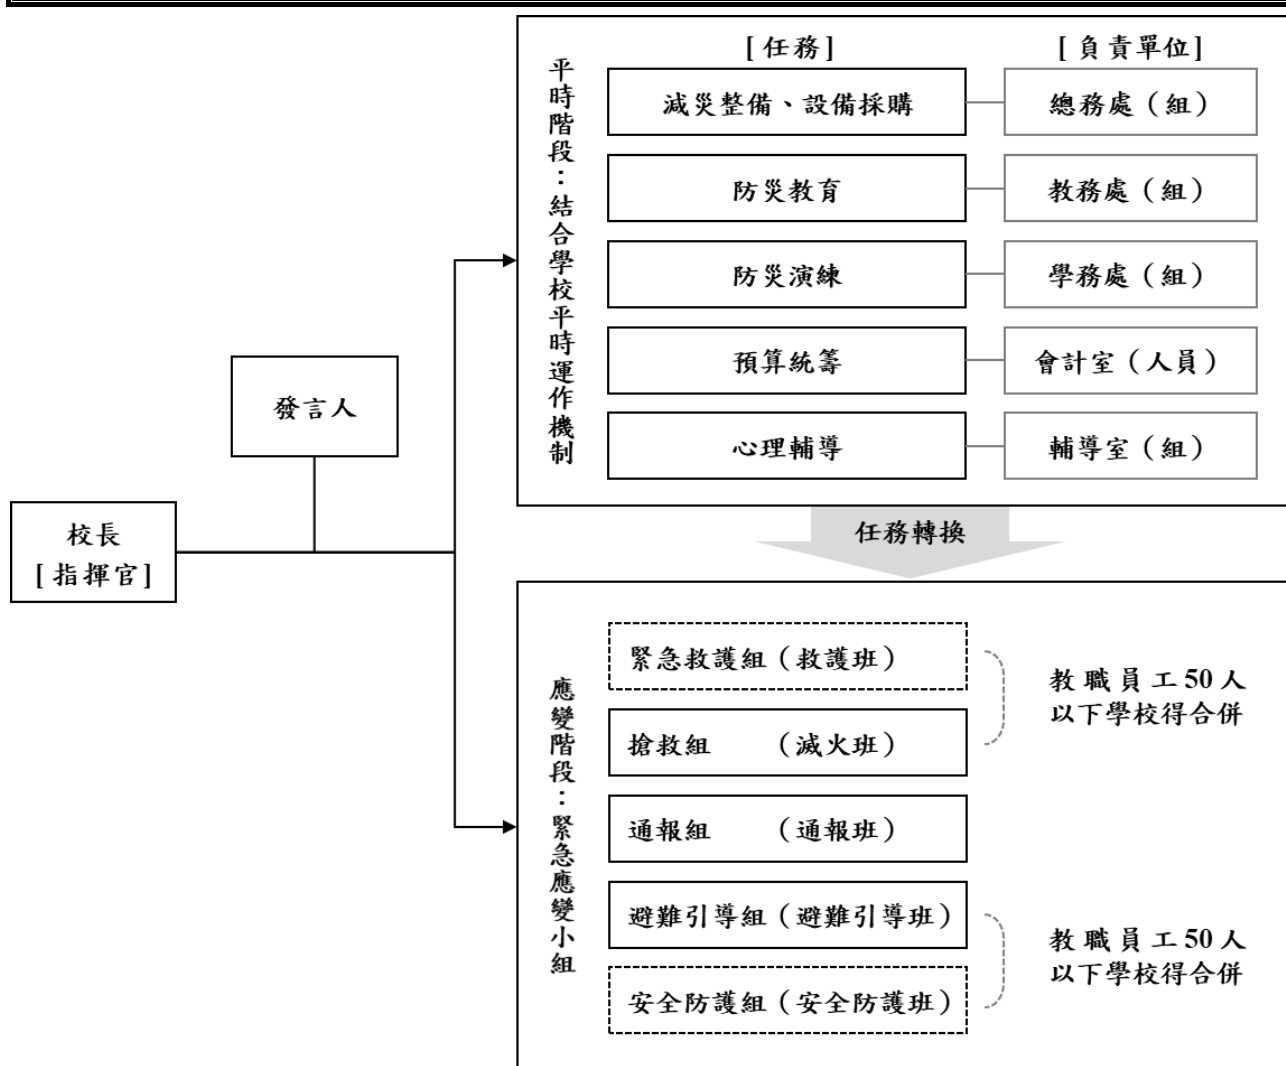 校長
[指揮官]
發言人
平時階段：結合學校平時運作機制
[任務]
[負責單位]
減災整備、設備採購
總務處（組）
防災教育
教務處（組）
防災演練
學務處（組）
預算統籌
會計室（人員）
心理輔導
輔導室（組）
任務轉換
應變階段：緊急應變小組
緊急救護組（救護班）
搶救組　　（滅火班）
教職員工50人
以下學校得合併
通報組　　（通報班）
避難引導組（避難引導班）
安全防護組（安全防護班）
教職員工50人
以下學校得合併